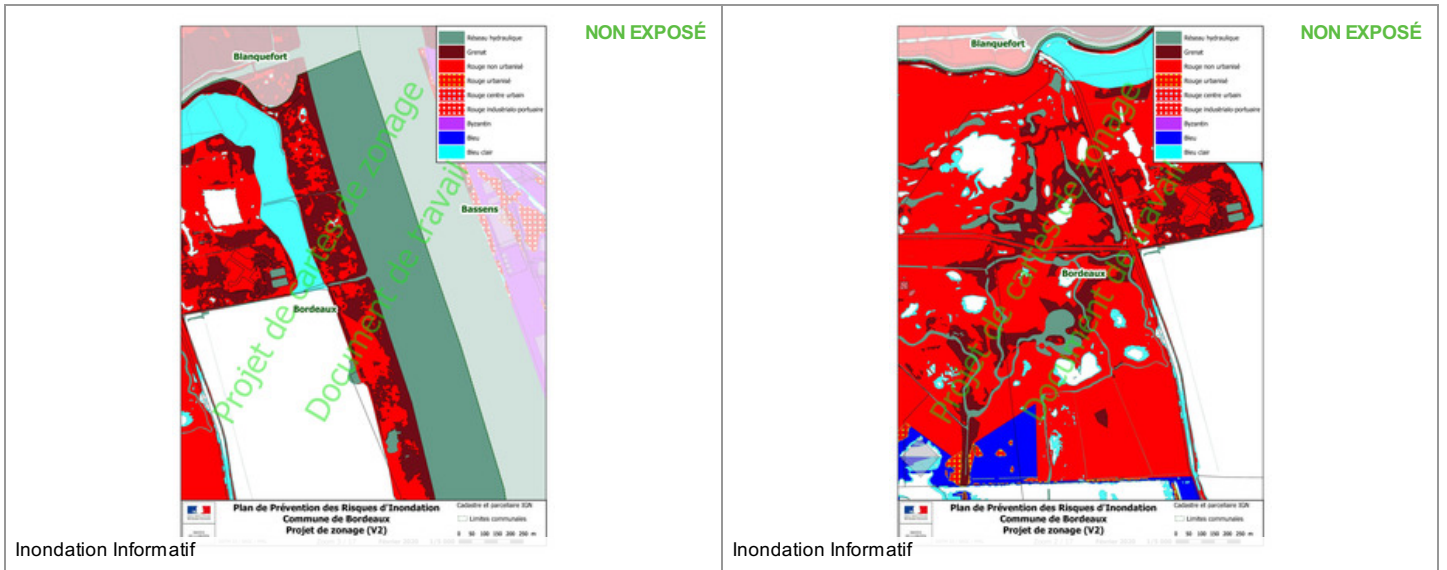 NON EXPOSÉ
Blanquefort
Réseau hydraulique
Grenat
Rouge non urbanisé
Rouge urbanisé
Rouge centre urbain
Rouge industrialo-portuaire
Byzantin
Bleu
Bleu clair
Bassens
Bordeaux
Projet de cartes de zonage
Document de travail
Plan de Prévention des Risques d'Inondation
Commune de Bordeaux
Projet de zonage (V2)
Cadastre et parcellaire IGN
Limites communales
0 50 100 150 200 250 m
Inondation Informatif
NON EXPOSÉ
Blanquefort
Réseau hydraulique
Grenat
Rouge non urbanisé
Rouge urbanisé
Rouge centre urbain
Rouge industrialo-portuaire
Byzantin
Bleu
Bleu clair
Bordeaux
Projet de cartes de zonage
Document de travail
Plan de Prévention des Risques d'Inondation
Commune de Bordeaux
Projet de zonage (V2)
Cadastre et parcellaire IGN
Limites communales
0 50 100 150 200 250 m
Inondation Informatif